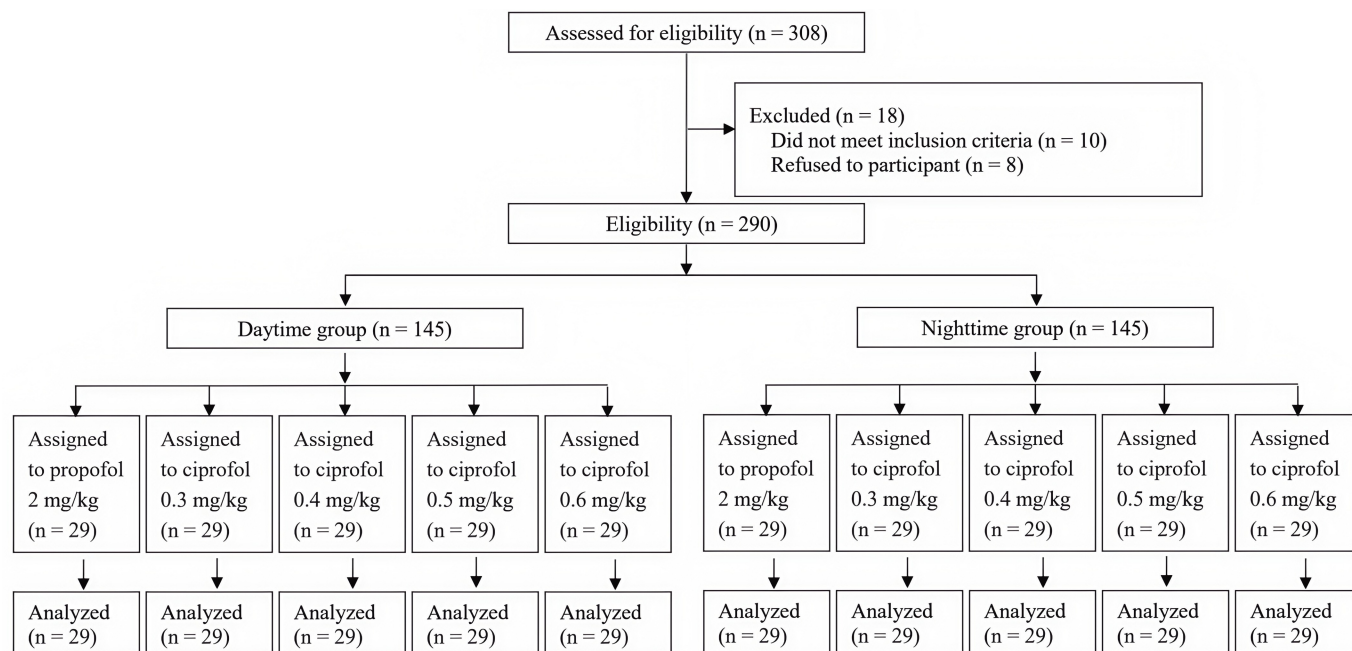 Assessed for eligibility (n = 308)
Excluded (n = 18)
Did not meet inclusion criteria (n = 10)
Refused to participant (n = 8)
Eligibility (n = 290)
Daytime group (n = 145)
Nighttime group (n = 145)
Assigned
to propofol
2 mg/kg
(n = 29)
Assigned
to ciprofol
0.3 mg/kg
(n = 29)
Assigned
to ciprofol
0.4 mg/kg
(n = 29)
Assigned
to ciprofol
0.5 mg/kg
(n = 29)
Assigned
to ciprofol
0.6 mg/kg
(n = 29)
Assigned
to propofol
2 mg/kg
(n = 29)
Assigned
to ciprofol
0.3 mg/kg
(n = 29)
Assigned
to ciprofol
0.4 mg/kg
(n = 29)
Assigned
to ciprofol
0.5 mg/kg
(n = 29)
Assigned
to ciprofol
0.6 mg/kg
(n = 29)
Analyzed
(n = 29)
Analyzed
(n = 29)
Analyzed
(n = 29)
Analyzed
(n = 29)
Analyzed
(n = 29)
Analyzed
(n = 29)
Analyzed
(n = 29)
Analyzed
(n = 29)
Analyzed
(n = 29)
Analyzed
(n = 29)